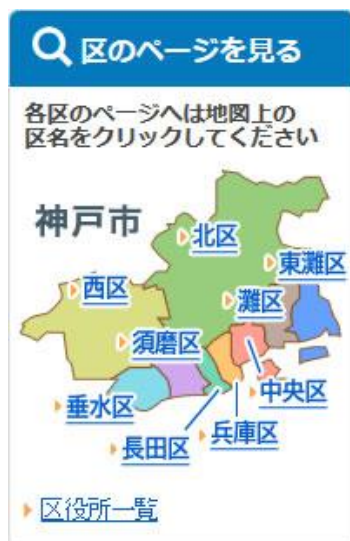 区のページを見る
各区のページへは地図上の
区名をクリックしてください
神戸市
北区
東灘区
西区
灘区
須磨区
中央区
垂水区
兵庫区
長田区
区役所一覧